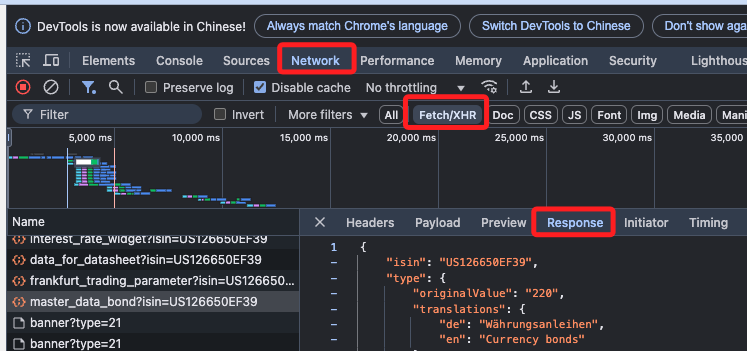 DevTools is now available in Chinese! Always match Chrome's language Switch DevTools to Chinese Don't show aga
Elements Console Sources Network Performance Memory Application Security Lighthous
Preserve log Disable cache No throttling
Filter Invert More filters All Fetch/XHR Doc CSS JS Font Img Media Mani
5,000 ms 10,000 ms 15,000 ms 20,000 ms 25,000 ms 30,000 ms 35,000 m
Name Headers Payload Preview Response Initiator Timing
interest_rate_widget?isin=US126650EF39
data_for_datasheet?isin=US126650EF39
frankfurt_trading_parameter?isin=US126650...
master_data_bond?isin=US126650EF39
banner?type=21
banner?type=21
1 {
– "isin": "US126650EF39",
– "type": {
– "originalValue": "220",
– "translations": {
– "de": "Währungsanleihen",
– "en": "Currency bonds"